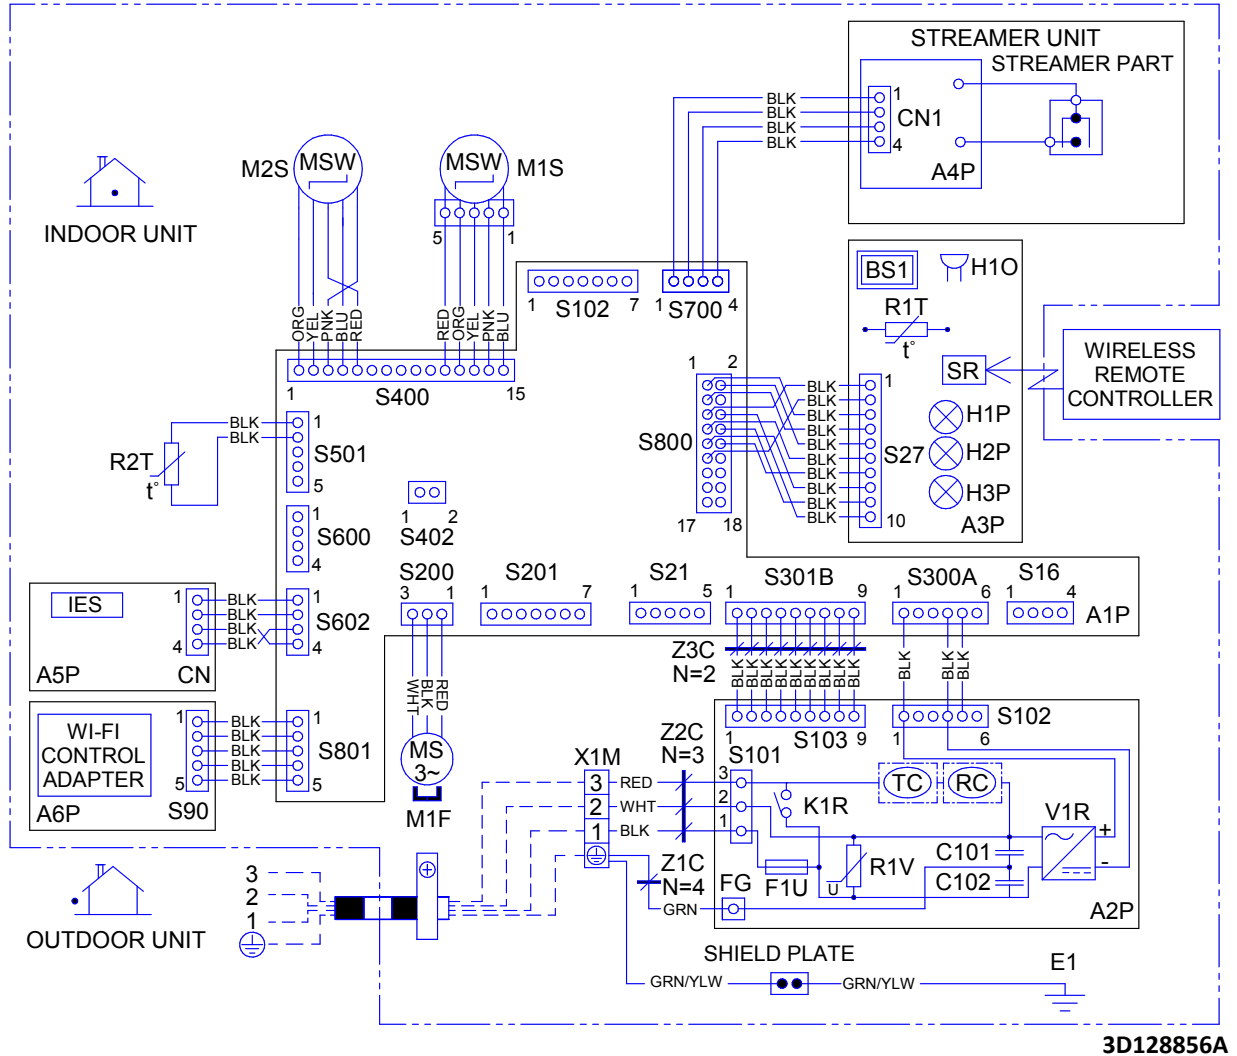 STREAMER UNIT
STREAMER PART
BLK
BLK
BLK
BLK
1
CN1
4
A4P
M2S
MSW
MSW
M1S
5
1
INDOOR UNIT
BS1
H1O
R1T
t°
SR
WIRELESS
REMOTE
CONTROLLER
H1P
H2P
H3P
A3P
1
S102
7
1
S700
4
ORG
YEL
PNK
BLU
RED
RED
ORG
YEL
PNK
BLU
1
S400
15
1
2
S800
17
18
BLK
BLK
BLK
BLK
BLK
BLK
BLK
BLK
BLK
BLK
1
S27
10
BLK
BLK
1
S501
5
R2T
t°
1
S600
4
1
2
S402
IES
1
4
A5P
CN
BLK
BLK
BLK
BLK
1
S602
4
S200
3
1
S201
1
7
S21
1
5
S301B
1
9
S300A
1
6
S16
1
4
A1P
Z3C
N=2
BLK
BLK
BLK
BLK
BLK
BLK
BLK
BLK
BLK
BLK
BLK
BLK
WHT
BLK
RED
WI-FI
CONTROL
ADAPTER
A6P
1
5
S90
BLK
BLK
BLK
BLK
BLK
1
S801
5
MS
3~
M1F
X1M
3
2
1
RED
WHT
BLK
Z2C
N=3
1
S103
9
S102
1
6
S101
3
2
1
K1R
TC
RC
V1R
+
-
C101
C102
R1V
U
F1U
Z1C
N=4
FG
GRN
A2P
3
2
1
OUTDOOR UNIT
SHIELD PLATE
GRN/YLW
GRN/YLW
E1
3D128856A